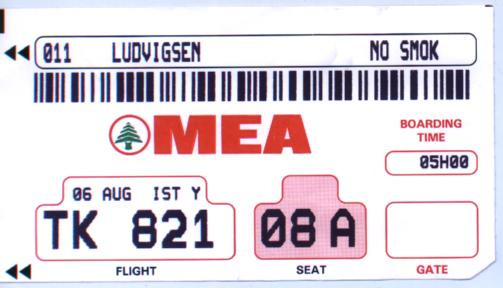 011 LUDVIGSEN NO SMOK
MEA
BOARDING
TIME
05H00
06 AUG IST Y
TK 821
08 A
FLIGHT SEAT GATE